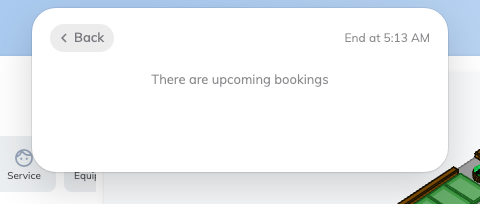 Back
End at 5:13 AM
There are upcoming bookings
Service